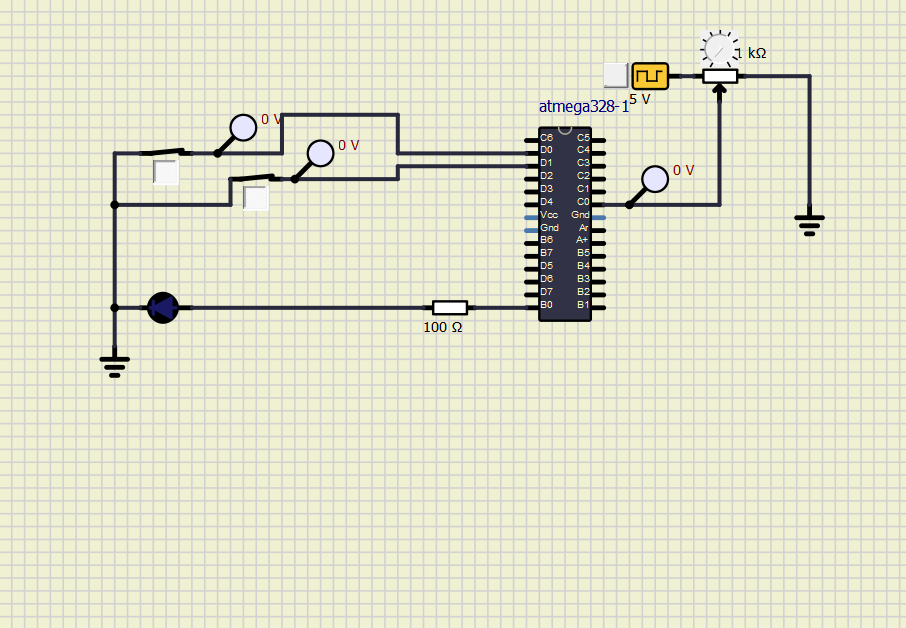 1 kΩ
5 V
atmega328-1
0 V
0 V
0 V
C6 C5
D0 C4
D1 C3
D2 C2
D3 C1
D4 C0
Vcc Gnd
Gnd Ar
B6 A+
B7 B5
D5 B4
D6 B3
D7 B2
B0 B1
100 Ω